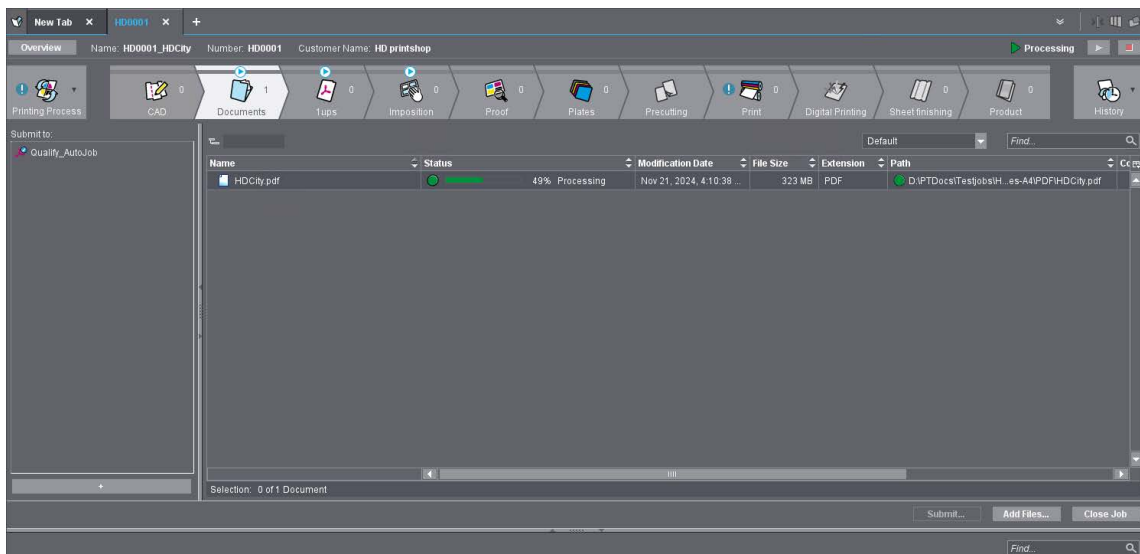 New Tab × HD0001 × +
Overview Name: HD0001_HDCity Number: HD0001 Customer Name: HD printshop Processing
Printing Process CAD 0 Documents 1 1ups 0 Imposition 0 Proof 0 Plates 0 Precutting 0 Print 0 Digital Printing Sheet finishing 0 Product 0 History
Submit to:
Qualify_AutoJob
Default Find...
Name Status Modification Date File Size Extension Path
HDCity.pdf 49% Processing Nov 21, 2024, 4:10:38 ... 323 MB PDF D:\PTDocs\Testjobs\H...es-A4\PDF\HDCity.pdf
+
Selection: 0 of 1 Document
Submit... Add Files... Close Job
Find...